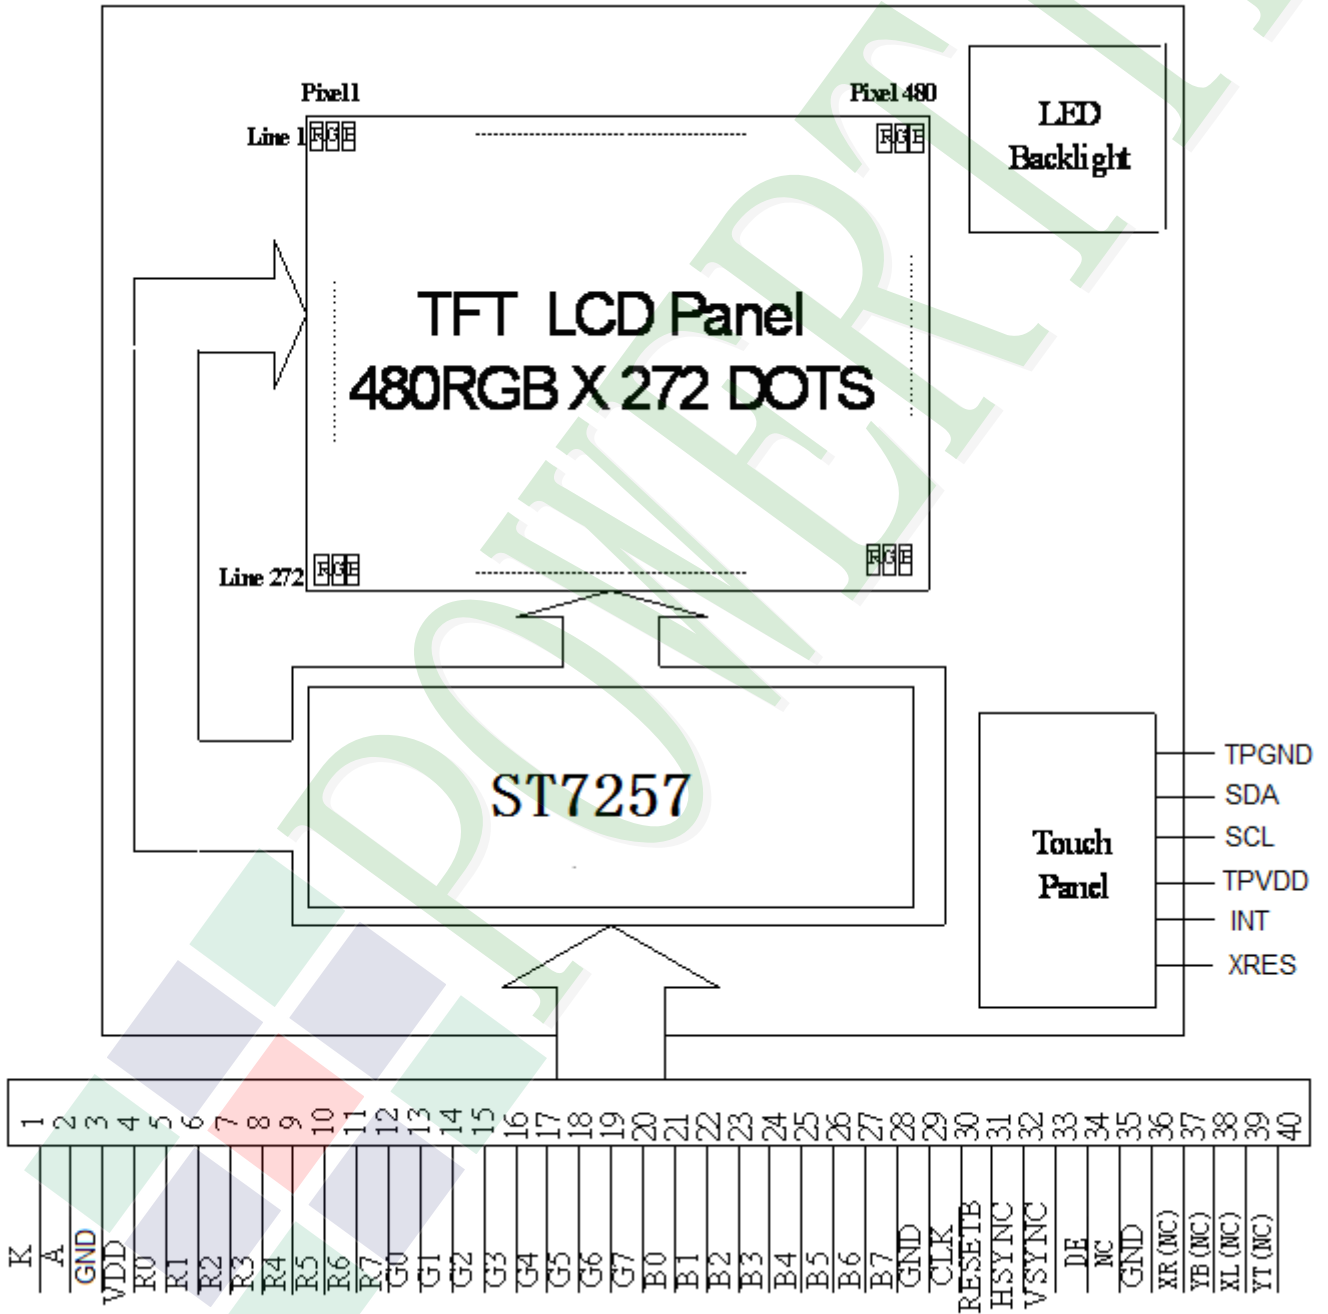 Pixel1
Pixel 480
LED
Backlight
Line 1
R G B
R G B
TFT LCD Panel
480RGB X 272 DOTS
Line 272
R G B
R G B
ST7257
Touch
Panel
TPGND
SDA
SCL
TPVDD
INT
XRES
1 2 3 4 5 6 7 8 9 10 11 12 13 14 15 16 17 18 19 20 21 22 23 24 25 26 27 28 29 30 31 32 33 34 35 36 37 38 39 40
K A GND VDD R0 R1 R2 R3 R4 R5 R6 R7 G0 G1 G2 G3 G4 G5 G6 G7 B0 B1 B2 B3 B4 B5 B6 B7 GND CLK RESETB HSYNC VSYNC DE NC GND XR(NC) YB(NC) XL(NC) YT(NC)
POWERT